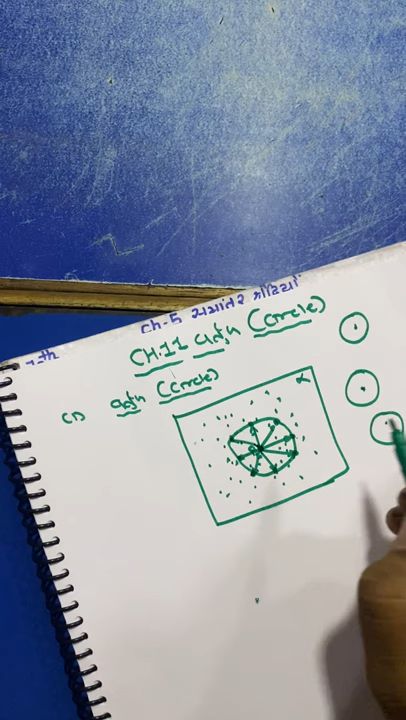 Ch-5 સમાંતર શ્રેણી
CH:11 વર્તુળ (Circle)
(1) વર્તુળ (Circle)
α